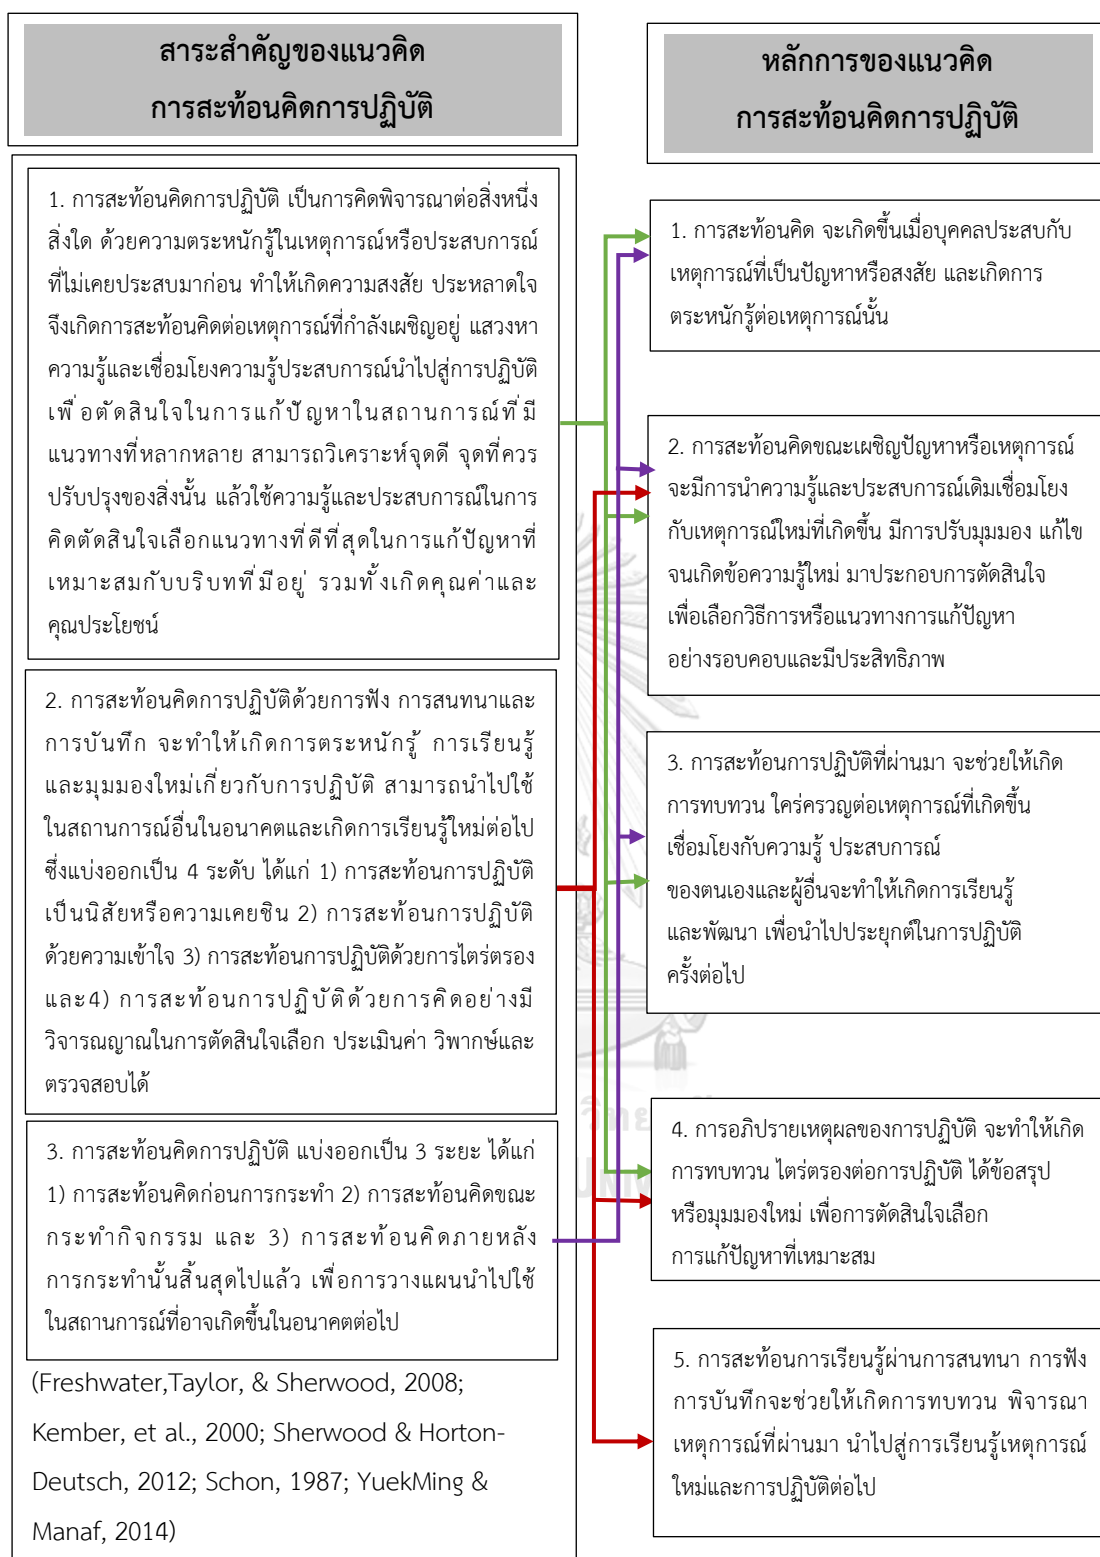 สาระสำคัญของแนวคิด
การสะท้อนคิดการปฏิบัติ
1. การสะท้อนคิดการปฏิบัติ เป็นการคิดพิจารณาต่อสิ่งหนึ่ง
สิ่งใด ด้วยความตระหนักรู้ในเหตุการณ์หรือประสบการณ์
ที่ไม่เคยประสบมาก่อน ทำให้เกิดความสงสัย ประหลาดใจ
จึงเกิดการสะท้อนคิดต่อเหตุการณ์ที่กำลังเผชิญอยู่ แสวงหา
ความรู้และเชื่อมโยงความรู้ประสบการณ์นำไปสู่การปฏิบัติ
เพื่อตัดสินใจในการแก้ปัญหาในสถานการณ์ที่มี
แนวทางที่หลากหลาย สามารถวิเคราะห์จุดดี จุดที่ควร
ปรับปรุงของสิ่งนั้น แล้วใช้ความรู้และประสบการณ์ในการ
คิดตัดสินใจเลือกแนวทางที่ดีที่สุดในการแก้ปัญหาที่
เหมาะสมกับบริบทที่มีอยู่ รวมทั้งเกิดคุณค่าและ
คุณประโยชน์
2. การสะท้อนคิดการปฏิบัติด้วยการฟัง การสนทนาและ
การบันทึก จะทำให้เกิดการตระหนักรู้ การเรียนรู้
และมุมมองใหม่เกี่ยวกับการปฏิบัติ สามารถนำไปใช้
ในสถานการณ์อื่นในอนาคตและเกิดการเรียนรู้ใหม่ต่อไป
ซึ่งแบ่งออกเป็น 4 ระดับ ได้แก่ 1) การสะท้อนการปฏิบัติ
เป็นนิสัยหรือความเคยชิน 2) การสะท้อนการปฏิบัติ
ด้วยความเข้าใจ 3) การสะท้อนการปฏิบัติด้วยการไตร่ตรอง
และ4) การสะท้อนการปฏิบัติด้วยการคิดอย่างมี
วิจารณญาณในการตัดสินใจเลือก ประเมินค่า วิพากษ์และ
ตรวจสอบได้
3. การสะท้อนคิดการปฏิบัติ แบ่งออกเป็น 3 ระยะ ได้แก่
1) การสะท้อนคิดก่อนการกระทำ 2) การสะท้อนคิดขณะ
กระทำกิจกรรม และ 3) การสะท้อนคิดภายหลัง
การกระทำนั้นสิ้นสุดไปแล้ว เพื่อการวางแผนนำไปใช้
ในสถานการณ์ที่อาจเกิดขึ้นในอนาคตต่อไป
(Freshwater,Taylor, & Sherwood, 2008;
Kember, et al., 2000; Sherwood & Horton-
Deutsch, 2012; Schon, 1987; YuekMing &
Manaf, 2014)
หลักการของแนวคิด
การสะท้อนคิดการปฏิบัติ
1. การสะท้อนคิด จะเกิดขึ้นเมื่อบุคคลประสบกับ
เหตุการณ์ที่เป็นปัญหาหรือสงสัย และเกิดการ
ตระหนักรู้ต่อเหตุการณ์นั้น
2. การสะท้อนคิดขณะเผชิญปัญหาหรือเหตุการณ์
จะมีการนำความรู้และประสบการณ์เดิมเชื่อมโยง
กับเหตุการณ์ใหม่ที่เกิดขึ้น มีการปรับมุมมอง แก้ไข
จนเกิดข้อความรู้ใหม่ มาประกอบการตัดสินใจ
เพื่อเลือกวิธีการหรือแนวทางการแก้ปัญหา
อย่างรอบคอบและมีประสิทธิภาพ
3. การสะท้อนการปฏิบัติที่ผ่านมา จะช่วยให้เกิด
การทบทวน ใคร่ครวญต่อเหตุการณ์ที่เกิดขึ้น
เชื่อมโยงกับความรู้ ประสบการณ์
ของตนเองและผู้อื่นจะทำให้เกิดการเรียนรู้
และพัฒนา เพื่อนำไปประยุกต์ในการปฏิบัติ
ครั้งต่อไป
4. การอภิปรายเหตุผลของการปฏิบัติ จะทำให้เกิด
การทบทวน ไตร่ตรองต่อการปฏิบัติ ได้ข้อสรุป
หรือมุมมองใหม่ เพื่อการตัดสินใจเลือก
การแก้ปัญหาที่เหมาะสม
5. การสะท้อนการเรียนรู้ผ่านการสนทนา การฟัง
การบันทึกจะช่วยให้เกิดการทบทวน พิจารณา
เหตุการณ์ที่ผ่านมา นำไปสู่การเรียนรู้เหตุการณ์
ใหม่และการปฏิบัติต่อไป